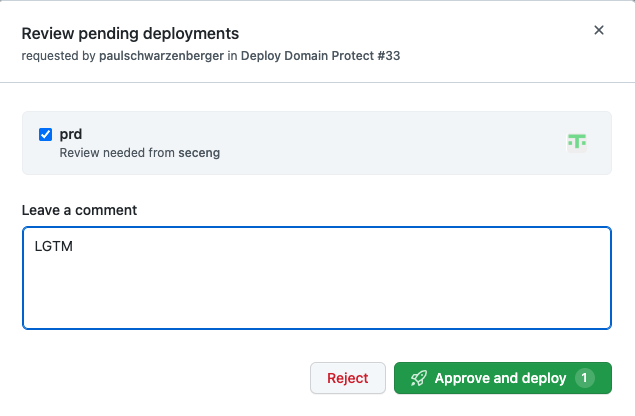 Review pending deployments
requested by paulschwarzenberger in Deploy Domain Protect #33
prd
Review needed from seceng
Leave a comment
LGTM
Reject
Approve and deploy 1